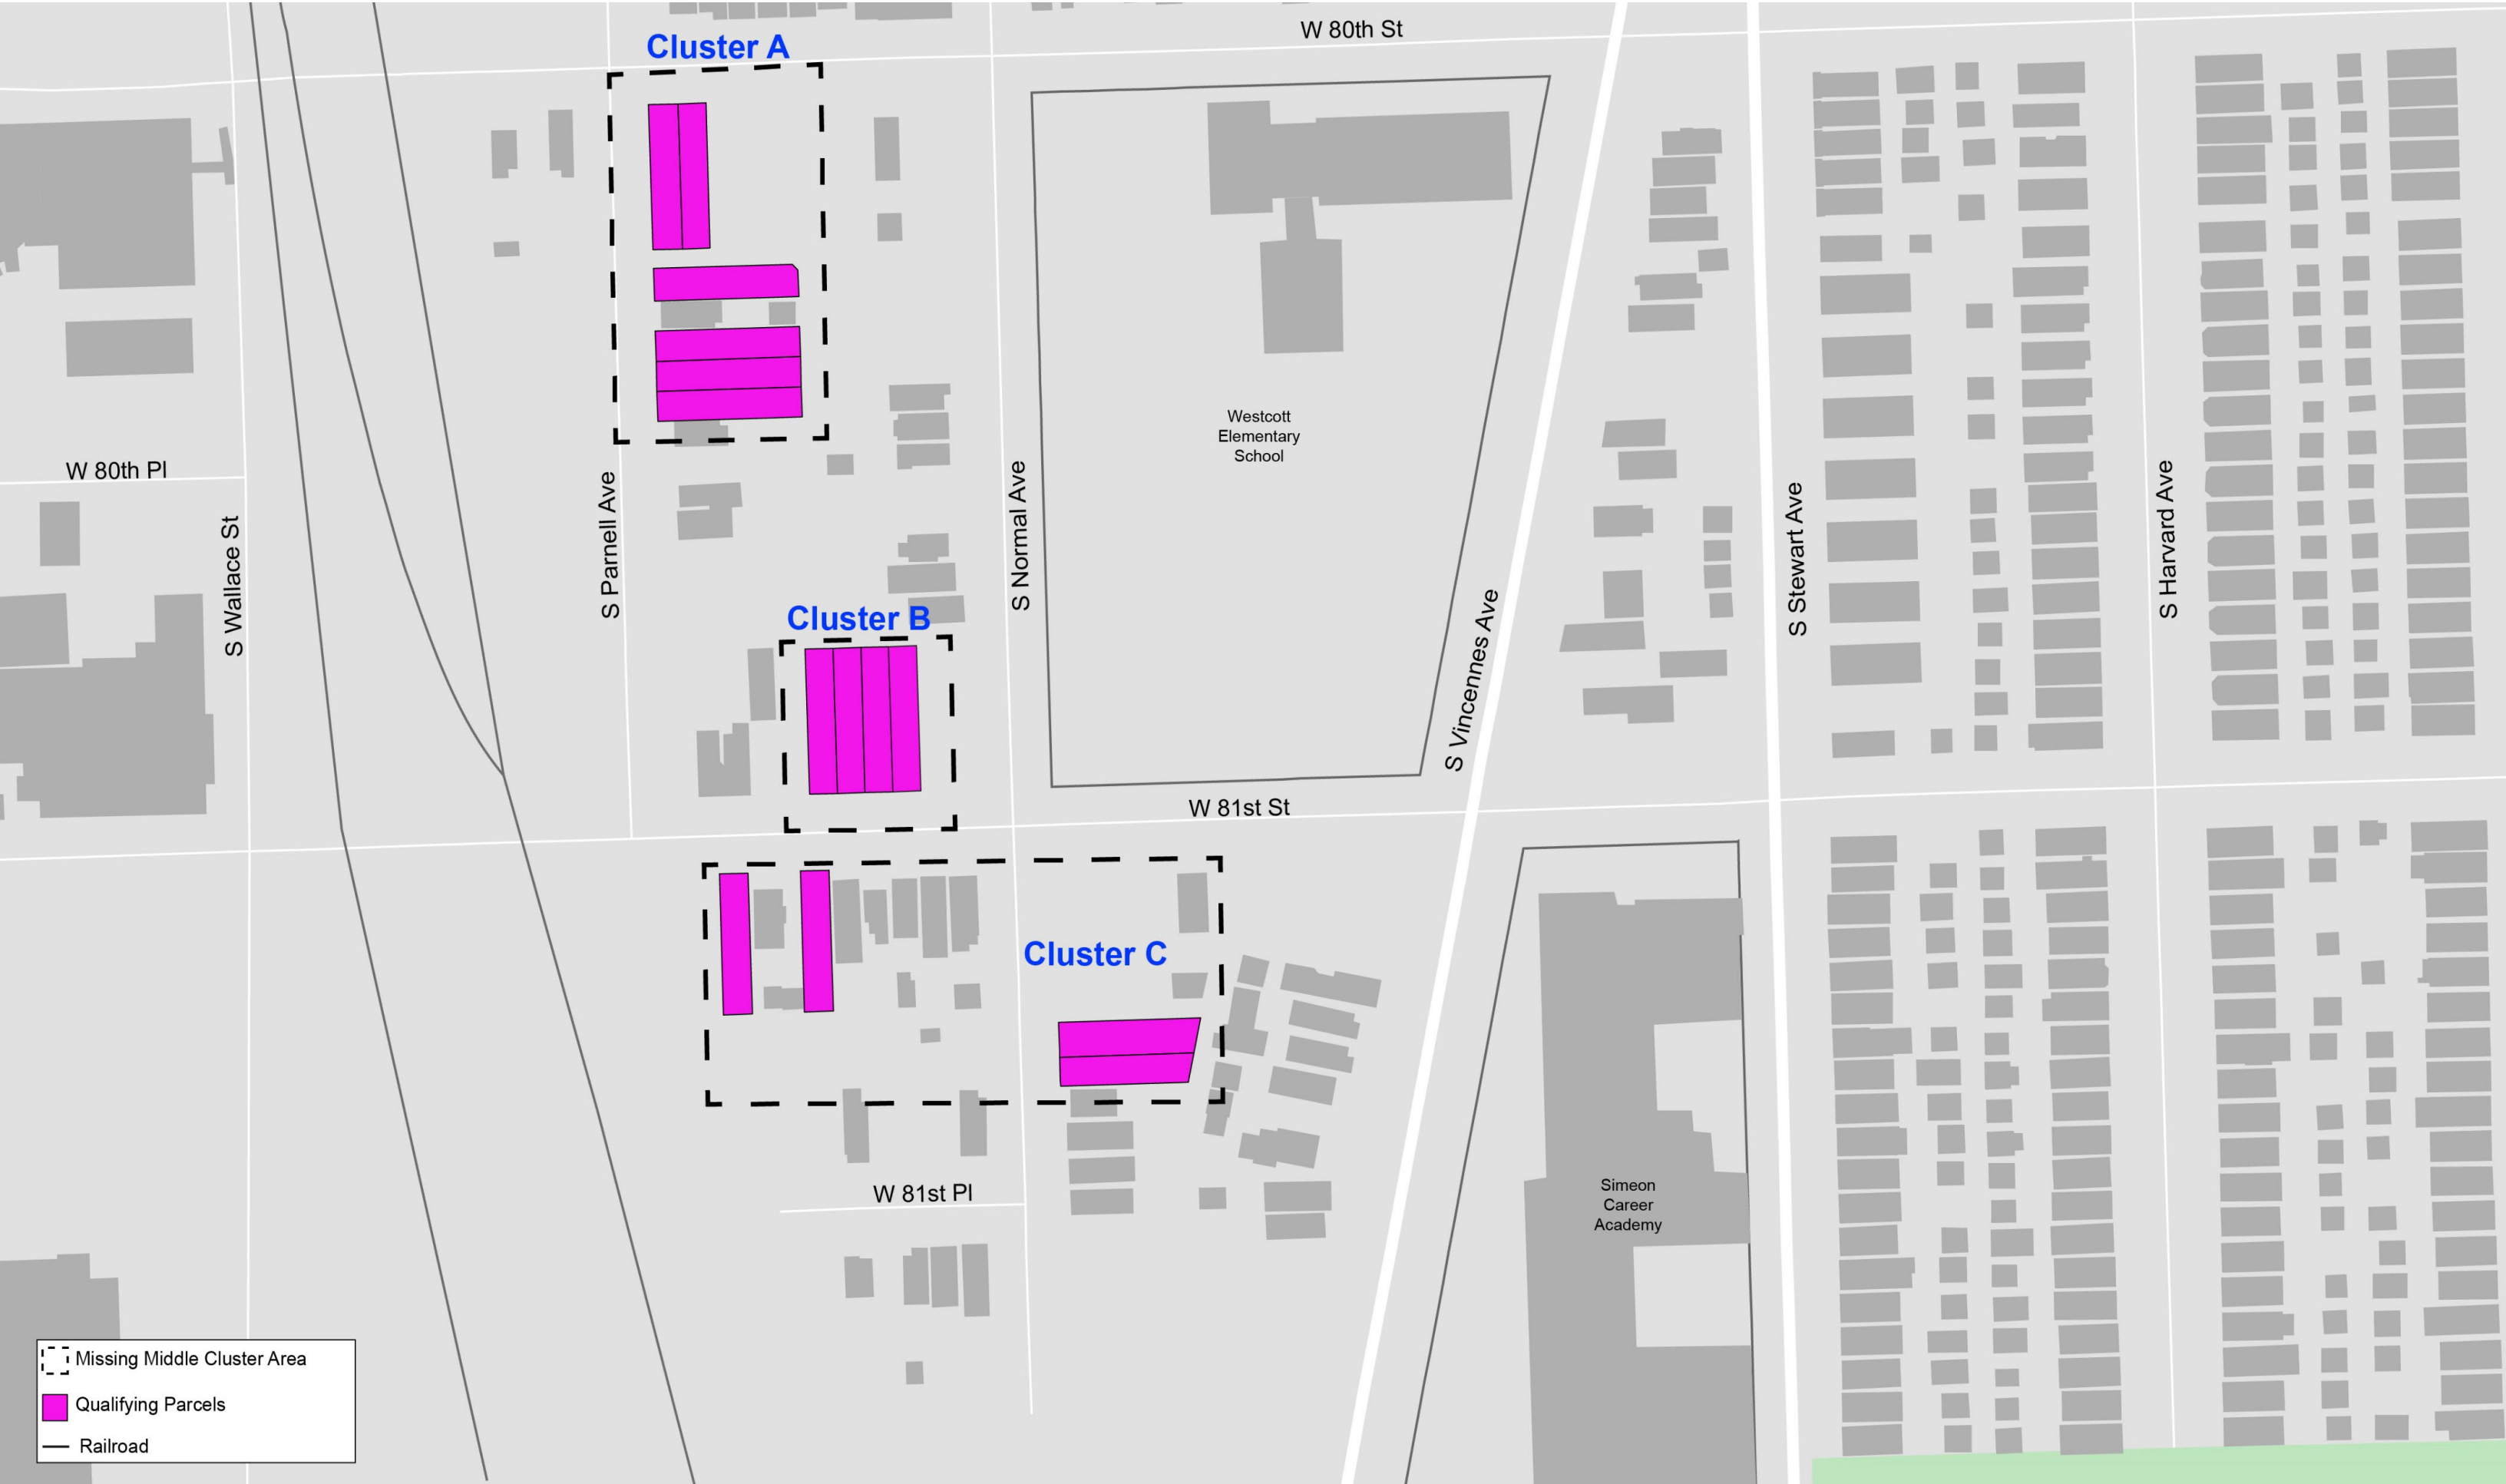 W 80th St
Cluster A
Westcott
Elementary
School
W 80th Pl
S Wallace St
S Parnell Ave
S Normal Ave
S Vincennes Ave
S Stewart Ave
S Harvard Ave
Cluster B
W 81st St
Cluster C
W 81st Pl
Simeon
Career
Academy
Missing Middle Cluster Area
Qualifying Parcels
Railroad